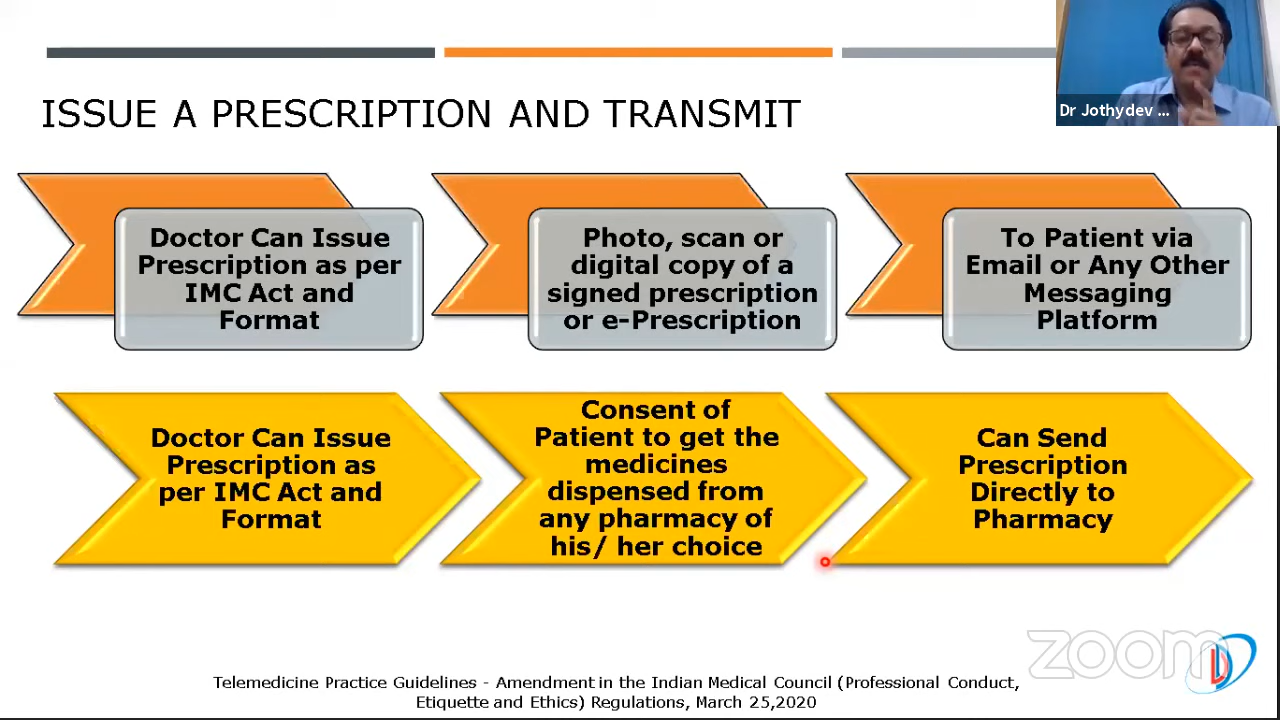 Dr Jothydev ...
ISSUE A PRESCRIPTION AND TRANSMIT
Doctor Can Issue
Prescription as per
IMC Act and
Format
Photo, scan or
digital copy of a
signed prescription
or e-Prescription
To Patient via
Email or Any Other
Messaging
Platform
Doctor Can Issue
Prescription as
per IMC Act and
Format
Consent of
Patient to get the
medicines
dispensed from
any pharmacy of
his/ her choice
Can Send
Prescription
Directly to
Pharmacy
zoom
Telemedicine Practice Guidelines - Amendment in the Indian Medical Council (Professional Conduct,
Etiquette and Ethics) Regulations, March 25,2020